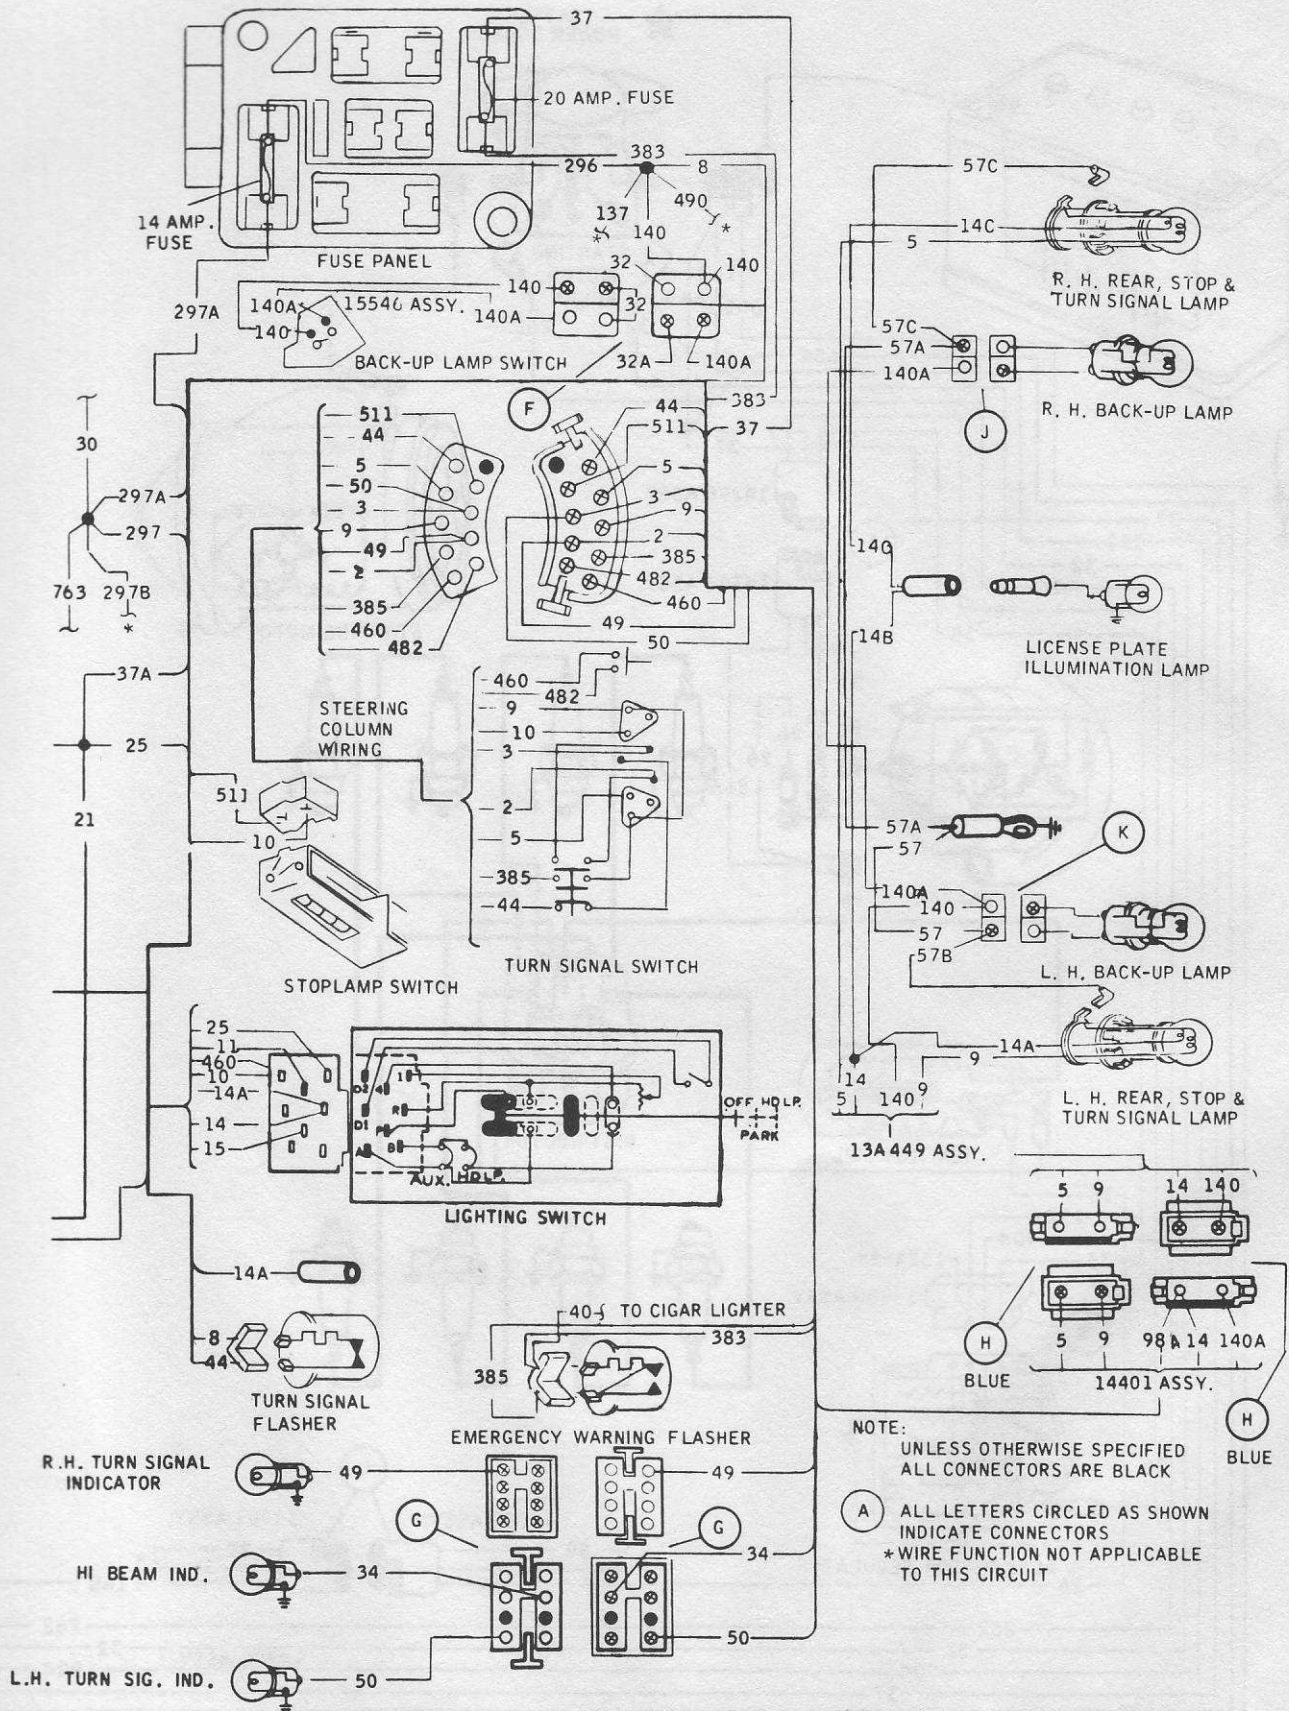 37
20 AMP. FUSE
383
296
8
137
490
*
*
140
14 AMP.
FUSE
FUSE PANEL
32
140
297A
140A
15546 ASSY.
140
140A
32
140
BACK-UP LAMP SWITCH
32A
140A
F
383
37
30
297A
297
763
297B
*
37A
25
21
511
44
5
50
3
9
49
2
385
460
482
44
511
5
3
9
2
385
482
460
49
50
STEERING
COLUMN
WIRING
460
482
9
10
3
2
5
385
44
TURN SIGNAL SWITCH
511
10
STOPLAMP SWITCH
25
11
460
10
14A
14
15
D2
4
1
R
D1
P
A
B
AUX.
HDLP.
OFF HDLP.
PARK
LIGHTING SWITCH
14A
8
44
TURN SIGNAL
FLASHER
40
TO CIGAR LIGHTER
383
385
EMERGENCY WARNING FLASHER
R.H. TURN SIGNAL
INDICATOR
49
49
G
G
HI BEAM IND.
34
34
L.H. TURN SIG. IND.
50
50
57C
14C
5
R. H. REAR, STOP &
TURN SIGNAL LAMP
57C
57A
140A
J
R. H. BACK-UP LAMP
14C
14B
LICENSE PLATE
ILLUMINATION LAMP
57A
57
K
140A
140
57
57B
L. H. BACK-UP LAMP
14A
9
14
5
140
9
L. H. REAR, STOP &
TURN SIGNAL LAMP
13A449 ASSY.
5 9 14 140
H
BLUE
5 9 98A 14 140A
14401 ASSY.
H
BLUE
NOTE:
UNLESS OTHERWISE SPECIFIED
ALL CONNECTORS ARE BLACK
A
ALL LETTERS CIRCLED AS SHOWN
INDICATE CONNECTORS
*WIRE FUNCTION NOT APPLICABLE
TO THIS CIRCUIT